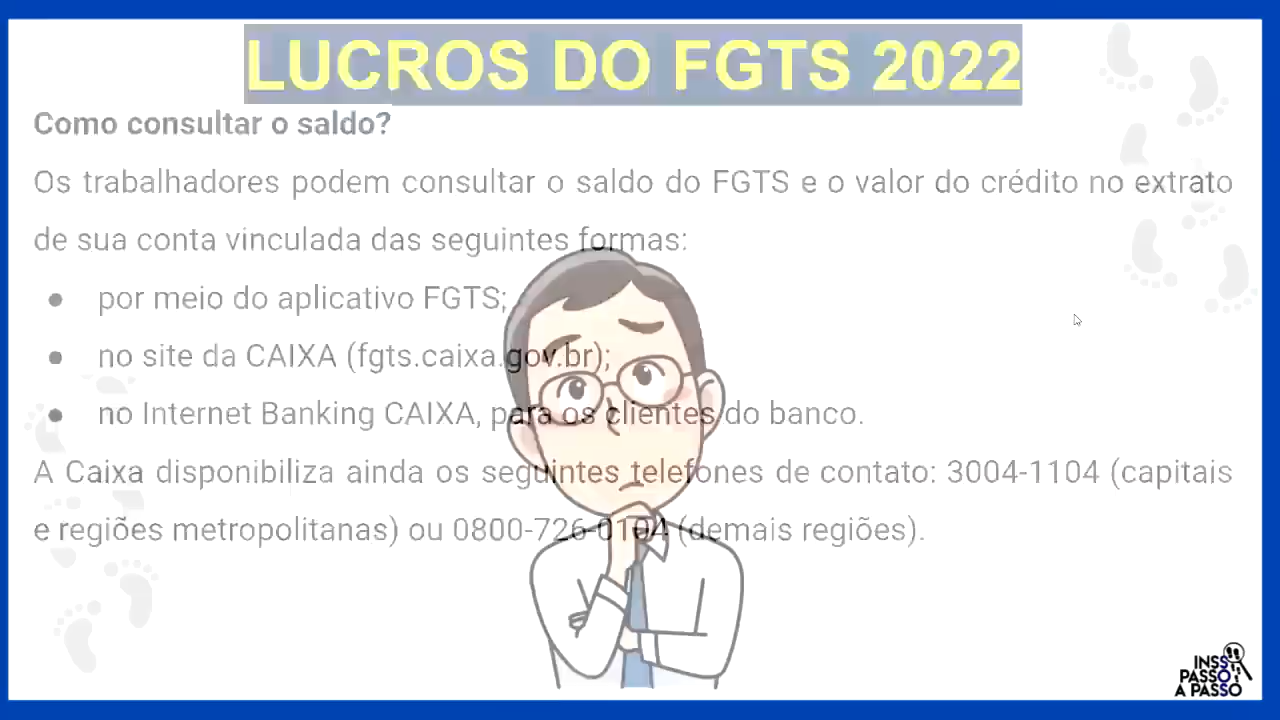 LUCROS DO FGTS 2022
Como consultar o saldo?
Os trabalhadores podem consultar o saldo do FGTS e o valor do crédito no extrato
de sua conta vinculada das seguintes formas:
● por meio do aplicativo FGTS;
● no site da CAIXA (fgts.caixa.gov.br);
● no Internet Banking CAIXA, para os clientes do banco.
A Caixa disponibiliza ainda os seguintes telefones de contato: 3004-1104 (capitais
e regiões metropolitanas) ou 0800-726-0104 (demais regiões).
INSS
PASSO
A PASSO